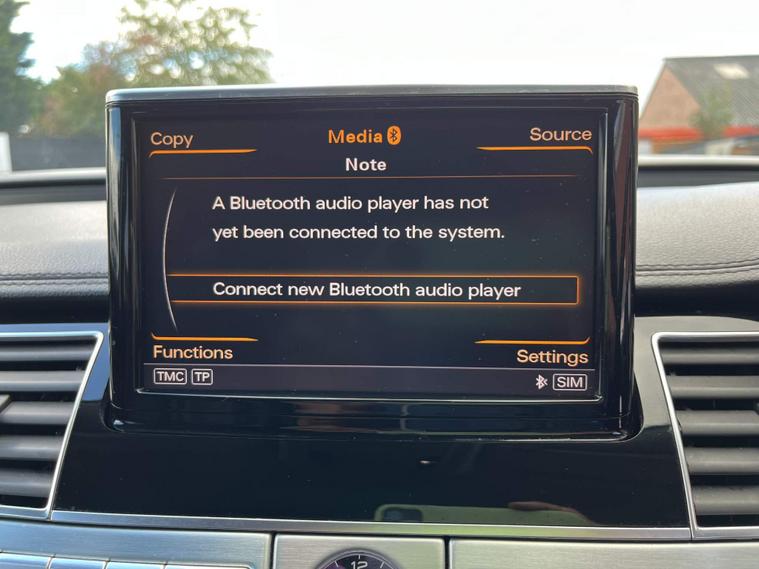 Copy
Media
Source
Note
A Bluetooth audio player has not
yet been connected to the system.
Connect new Bluetooth audio player
Functions
Settings
TMC TP
SIM
12